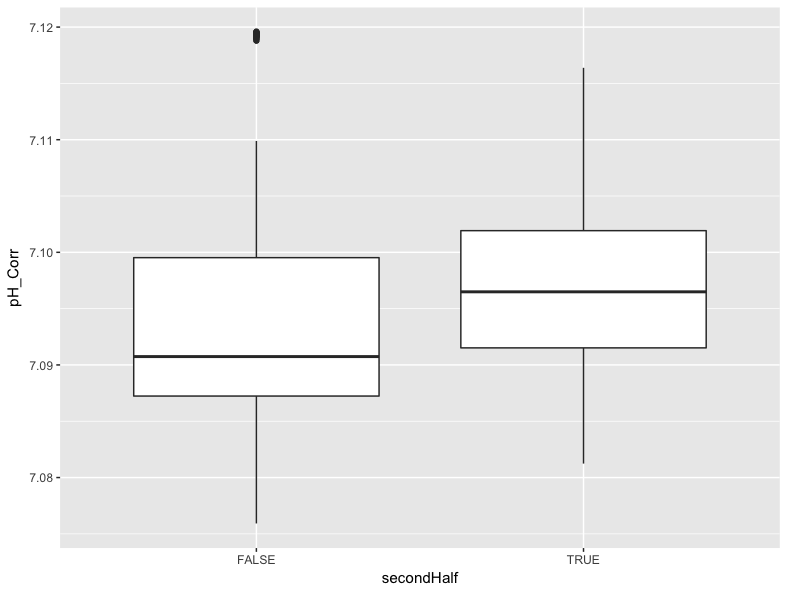 7.12
7.11
7.10
7.09
7.08
pH_Corr
FALSE
TRUE
secondHalf